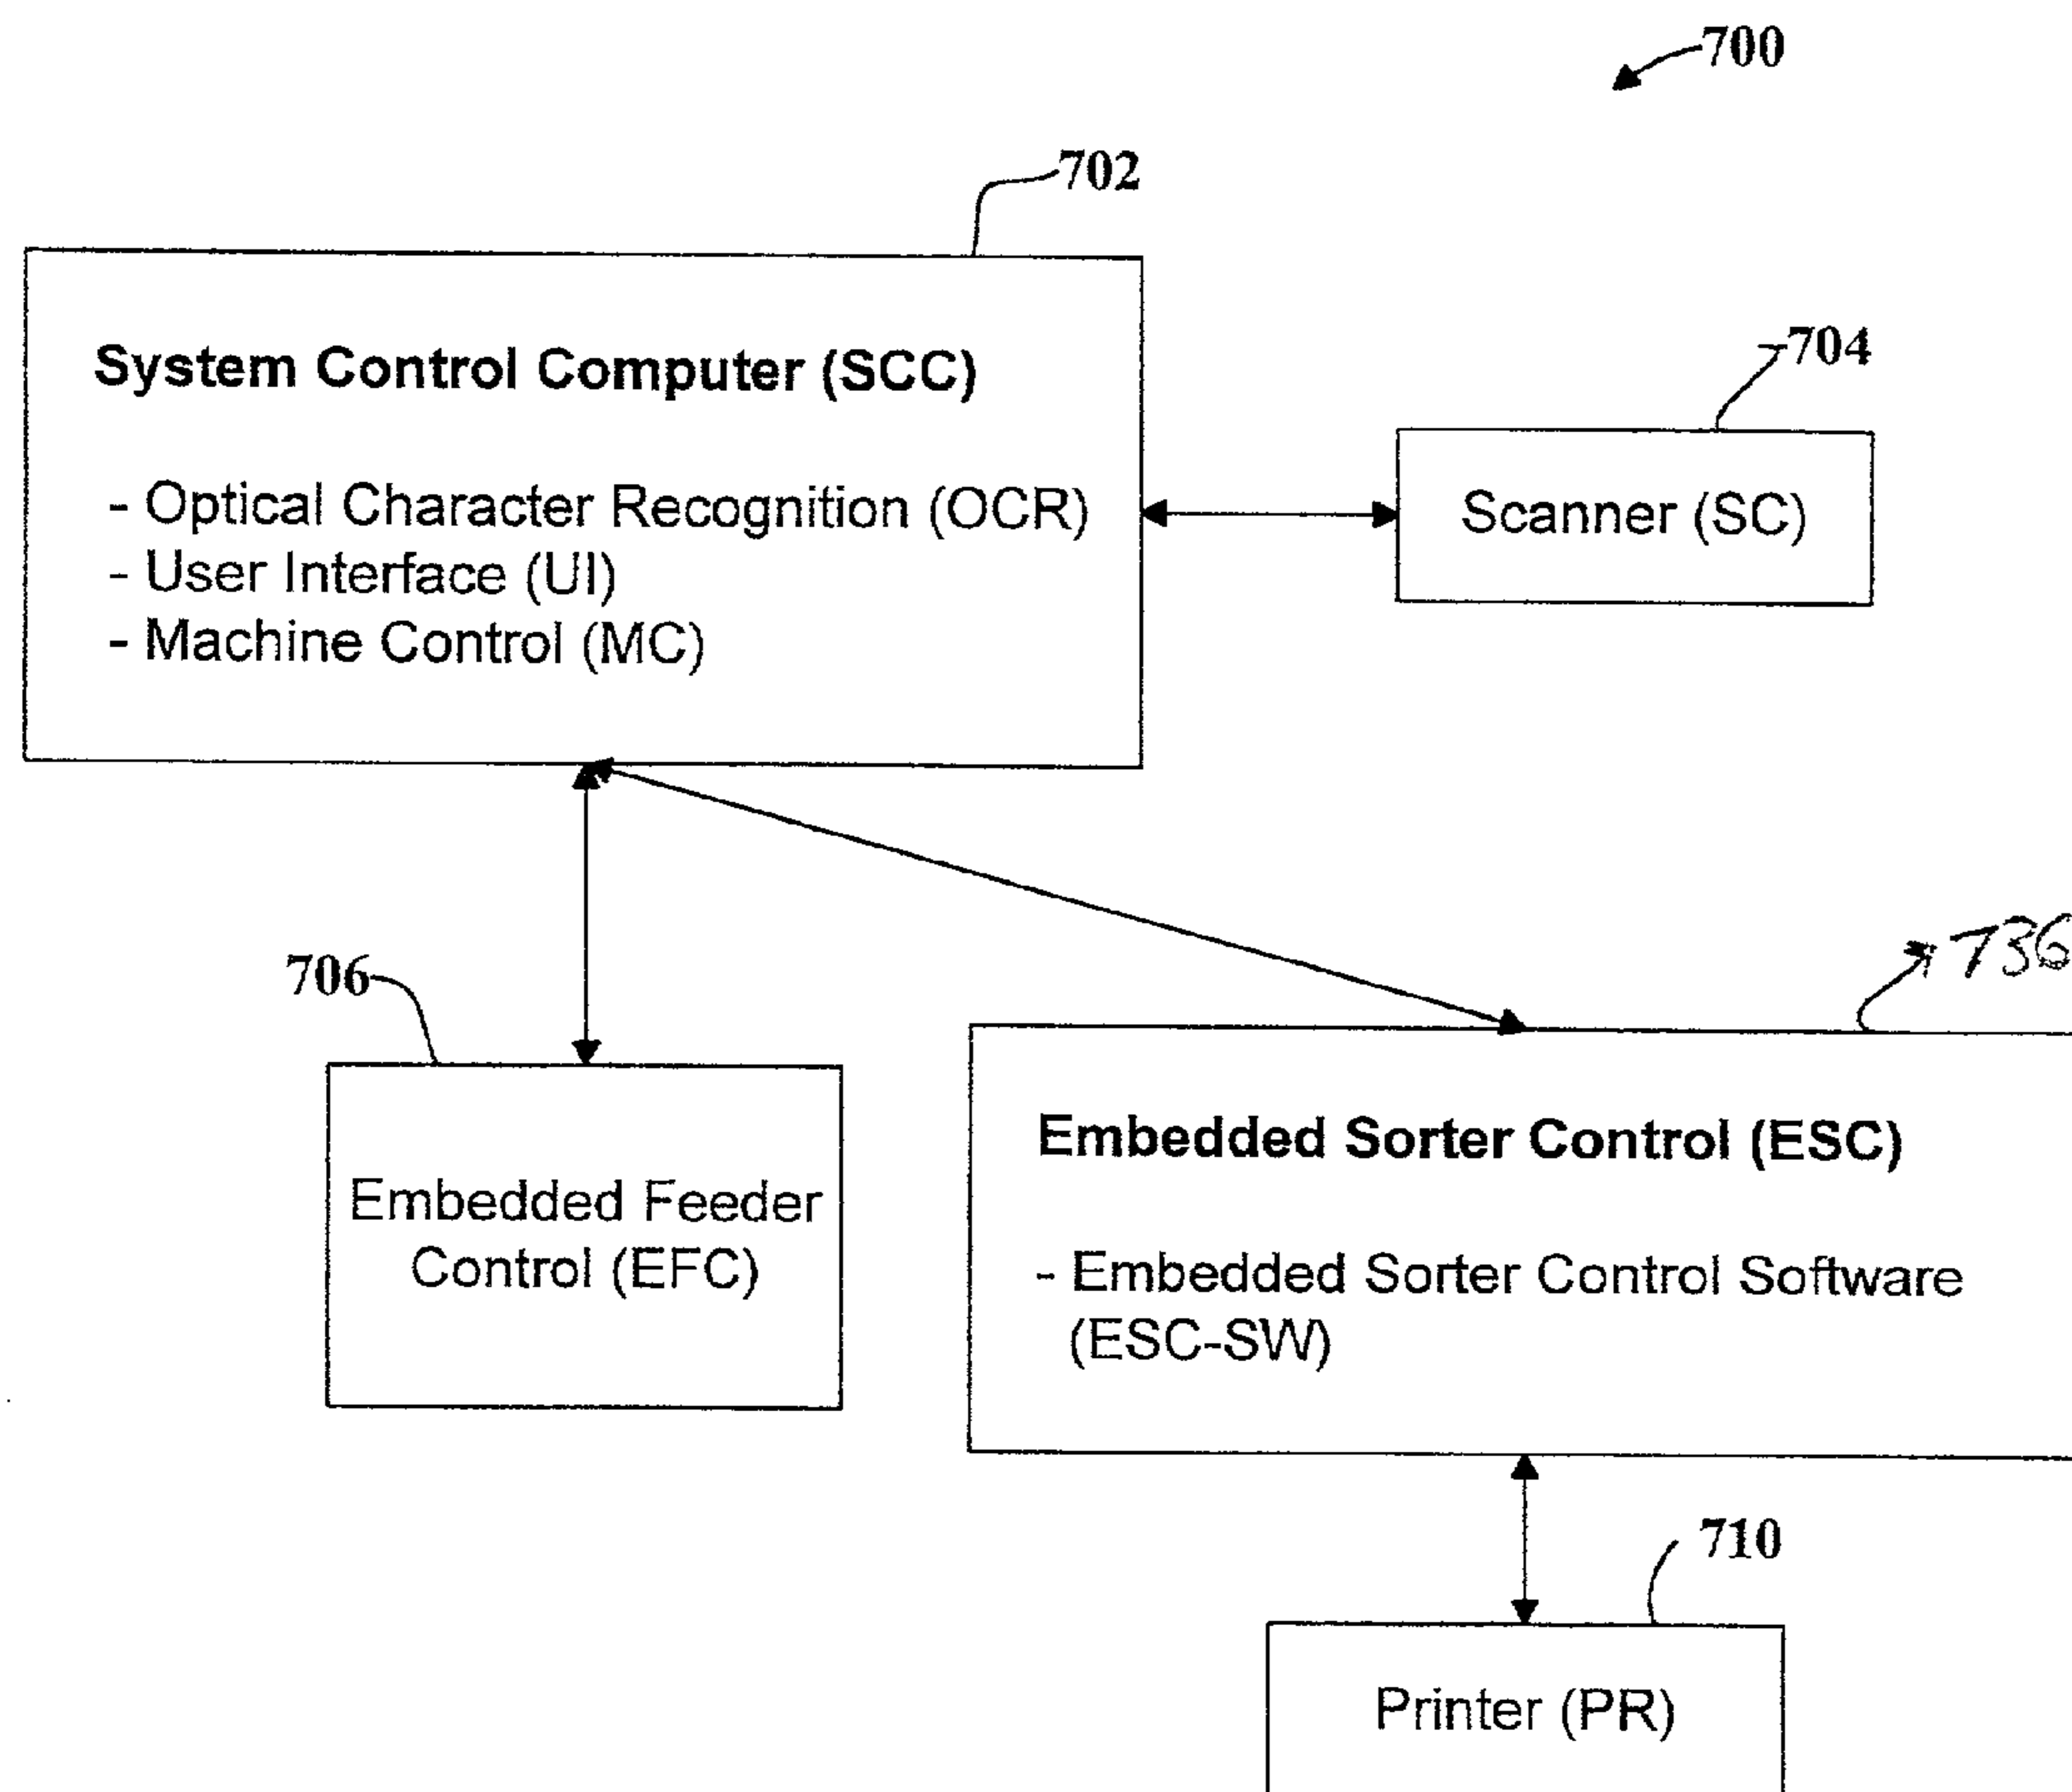 700
702
System Control Computer (SCC)
- Optical Character Recognition (OCR)
- User Interface (UI)
- Machine Control (MC)
704
Scanner (SC)
706
Embedded Feeder
Control (EFC)
736
Embedded Sorter Control (ESC)
- Embedded Sorter Control Software
(ESC-SW)
710
Printer (PR)